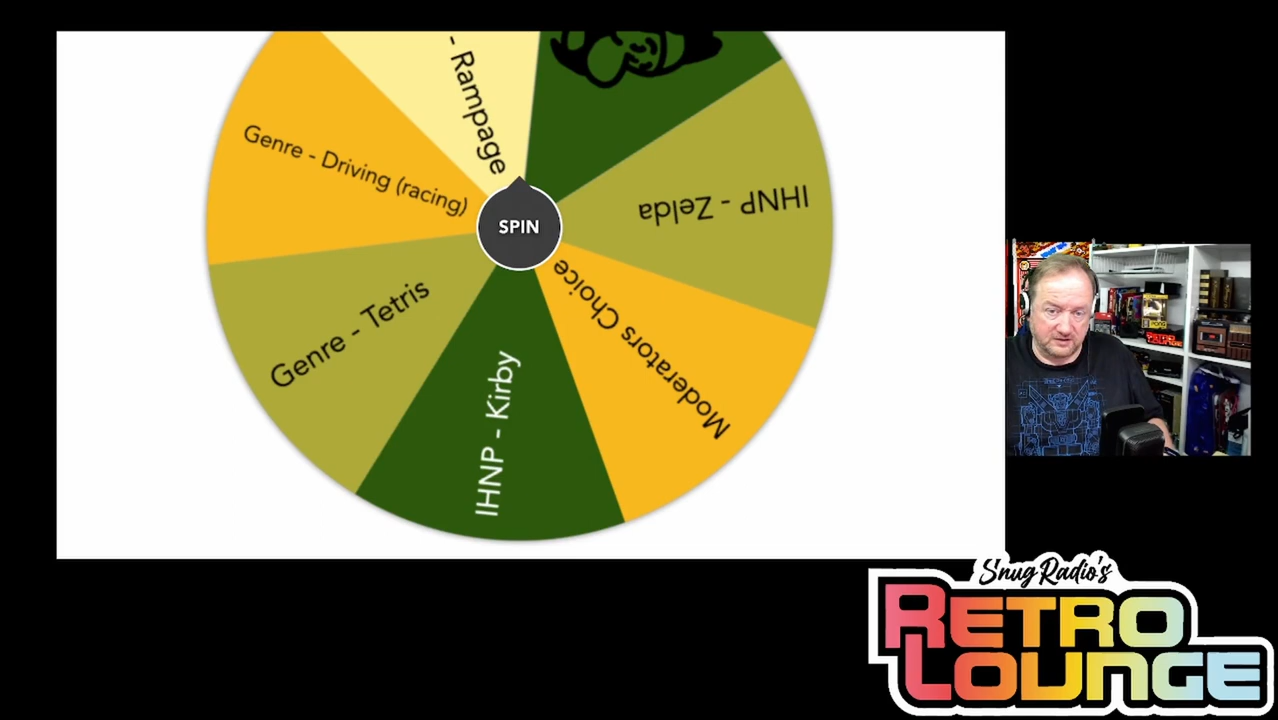 - Rampage
Genre - Driving (racing)
IHNP - Zelda
SPIN
Moderators Choice
Genre - Tetris
IHNP - Kirby
Snug Radio's
RETRO
LOUNGE